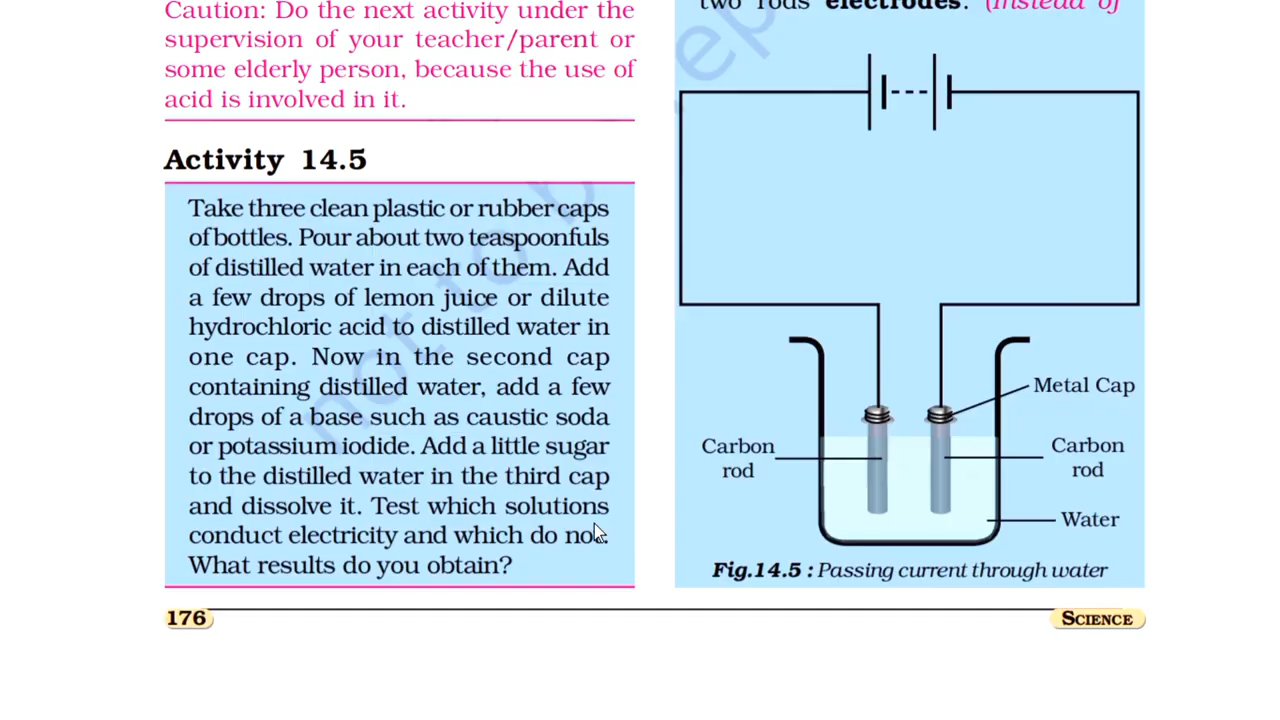 Caution: Do the next activity under the
supervision of your teacher/parent or
some elderly person, because the use of
acid is involved in it.
Activity 14.5
Take three clean plastic or rubber caps
of bottles. Pour about two teaspoonfuls
of distilled water in each of them. Add
a few drops of lemon juice or dilute
hydrochloric acid to distilled water in
one cap. Now in the second cap
containing distilled water, add a few
drops of a base such as caustic soda
or potassium iodide. Add a little sugar
to the distilled water in the third cap
and dissolve it. Test which solutions
conduct electricity and which do not.
What results do you obtain?
two rods electrodes. (Instead of
Metal Cap
Carbon
rod
Carbon
rod
Water
Fig.14.5 : Passing current through water
176
SCIENCE
not to b
ep